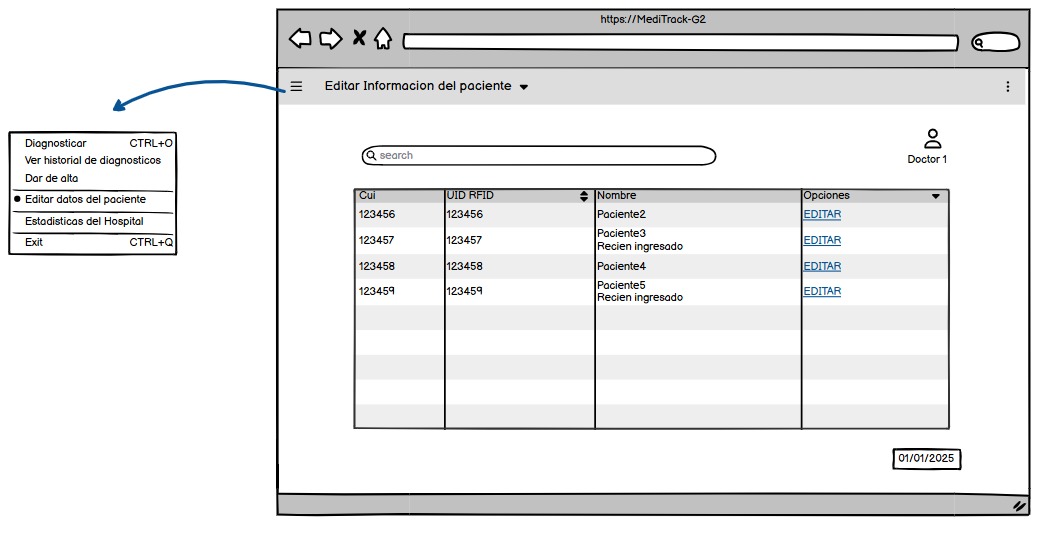 https://MediTrack-G2
Editar Informacion del paciente
Diagnosticar CTRL+O
Ver historial de diagnosticos
Dar de alta
Editar datos del paciente
Estadisticas del Hospital
Exit CTRL+Q
search
Doctor 1
Cui UID RFID Nombre Opciones
123456 123456 Paciente2 EDITAR
123457 123457 Paciente3
Recien ingresado EDITAR
123458 123458 Paciente4 EDITAR
123459 123459 Paciente5
Recien ingresado EDITAR
01/01/2025